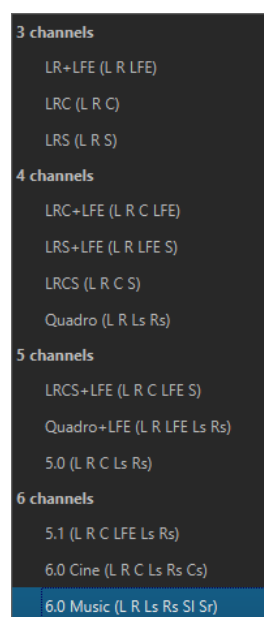 3 channels
LR+LFE (L R LFE)
LRC (L R C)
LRS (L R S)
4 channels
LRC+LFE (L R C LFE)
LRS+LFE (L R LFE S)
LRCS (L R C S)
Quadro (L R Ls Rs)
5 channels
LRCS+LFE (L R C LFE S)
Quadro+LFE (L R LFE Ls Rs)
5.0 (L R C Ls Rs)
6 channels
5.1 (L R C LFE Ls Rs)
6.0 Cine (L R C Ls Rs Cs)
6.0 Music (L R Ls Rs Sl Sr)